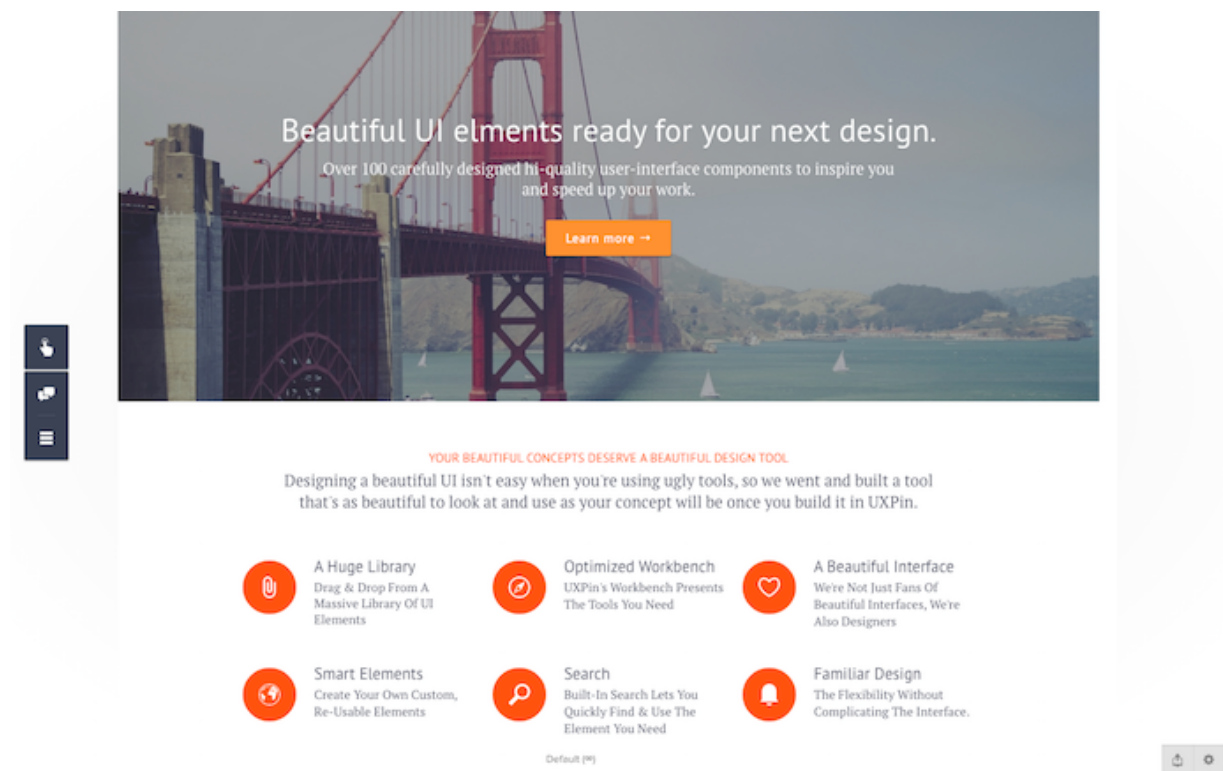 Beautiful UI elments ready for your next design.
Over 100 carefully designed hi-quality user-interface components to inspire you
and speed up your work.
Learn more →
YOUR BEAUTIFUL CONCEPTS DESERVE A BEAUTIFUL DESIGN TOOL
Designing a beautiful UI isn't easy when you're using ugly tools, so we went and built a tool
that's as beautiful to look at and use as your concept will be once you build it in UXPin.
A Huge Library
Drag & Drop From A
Massive Library Of UI
Elements
Optimized Workbench
UXPin's Workbench Presents
The Tools You Need
A Beautiful Interface
We're Not Just Fans Of
Beautiful Interfaces, We're
Also Designers
Smart Elements
Create Your Own Custom,
Re-Usable Elements
Search
Built-In Search Lets You
Quickly Find & Use The
Element You Need
Familiar Design
The Flexibility Without
Complicating The Interface.
Default